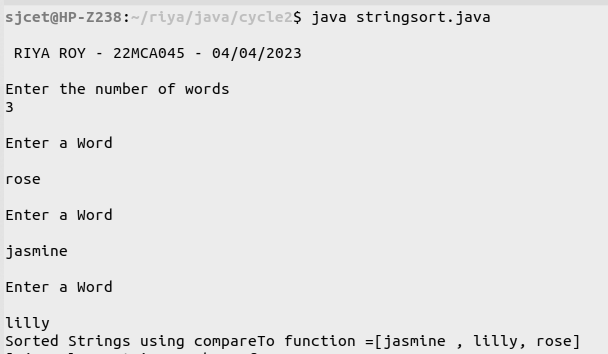 sjcet@HP-Z238:~/riya/java/cycle2$ java stringsort.java
RIYA ROY - 22MCA045 - 04/04/2023
Enter the number of words
3
Enter a Word
rose
Enter a Word
jasmine
Enter a Word
lilly
Sorted Strings using compareTo function =[jasmine , lilly, rose]